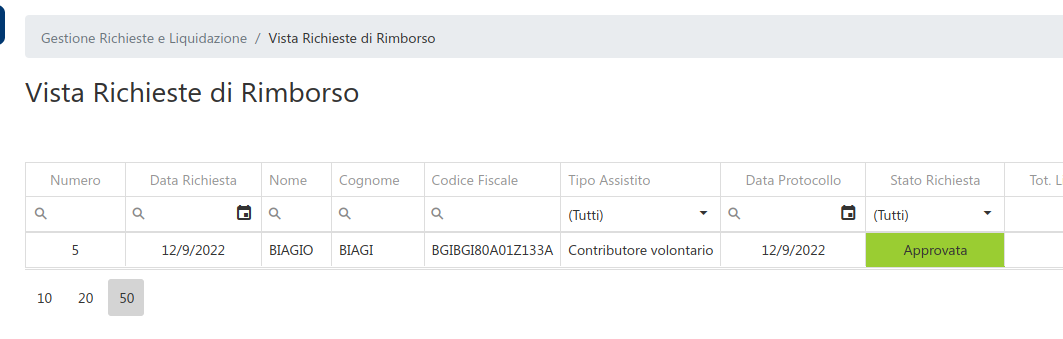 Gestione Richieste e Liquidazione / Vista Richieste di Rimborso
Vista Richieste di Rimborso
Numero Data Richiesta Nome Cognome Codice Fiscale Tipo Assistito Data Protocollo Stato Richiesta Tot. L
(Tutti) (Tutti)
5 12/9/2022 BIAGIO BIAGI BGIBGI80A01Z133A Contributore volontario 12/9/2022 Approvata
10 20 50